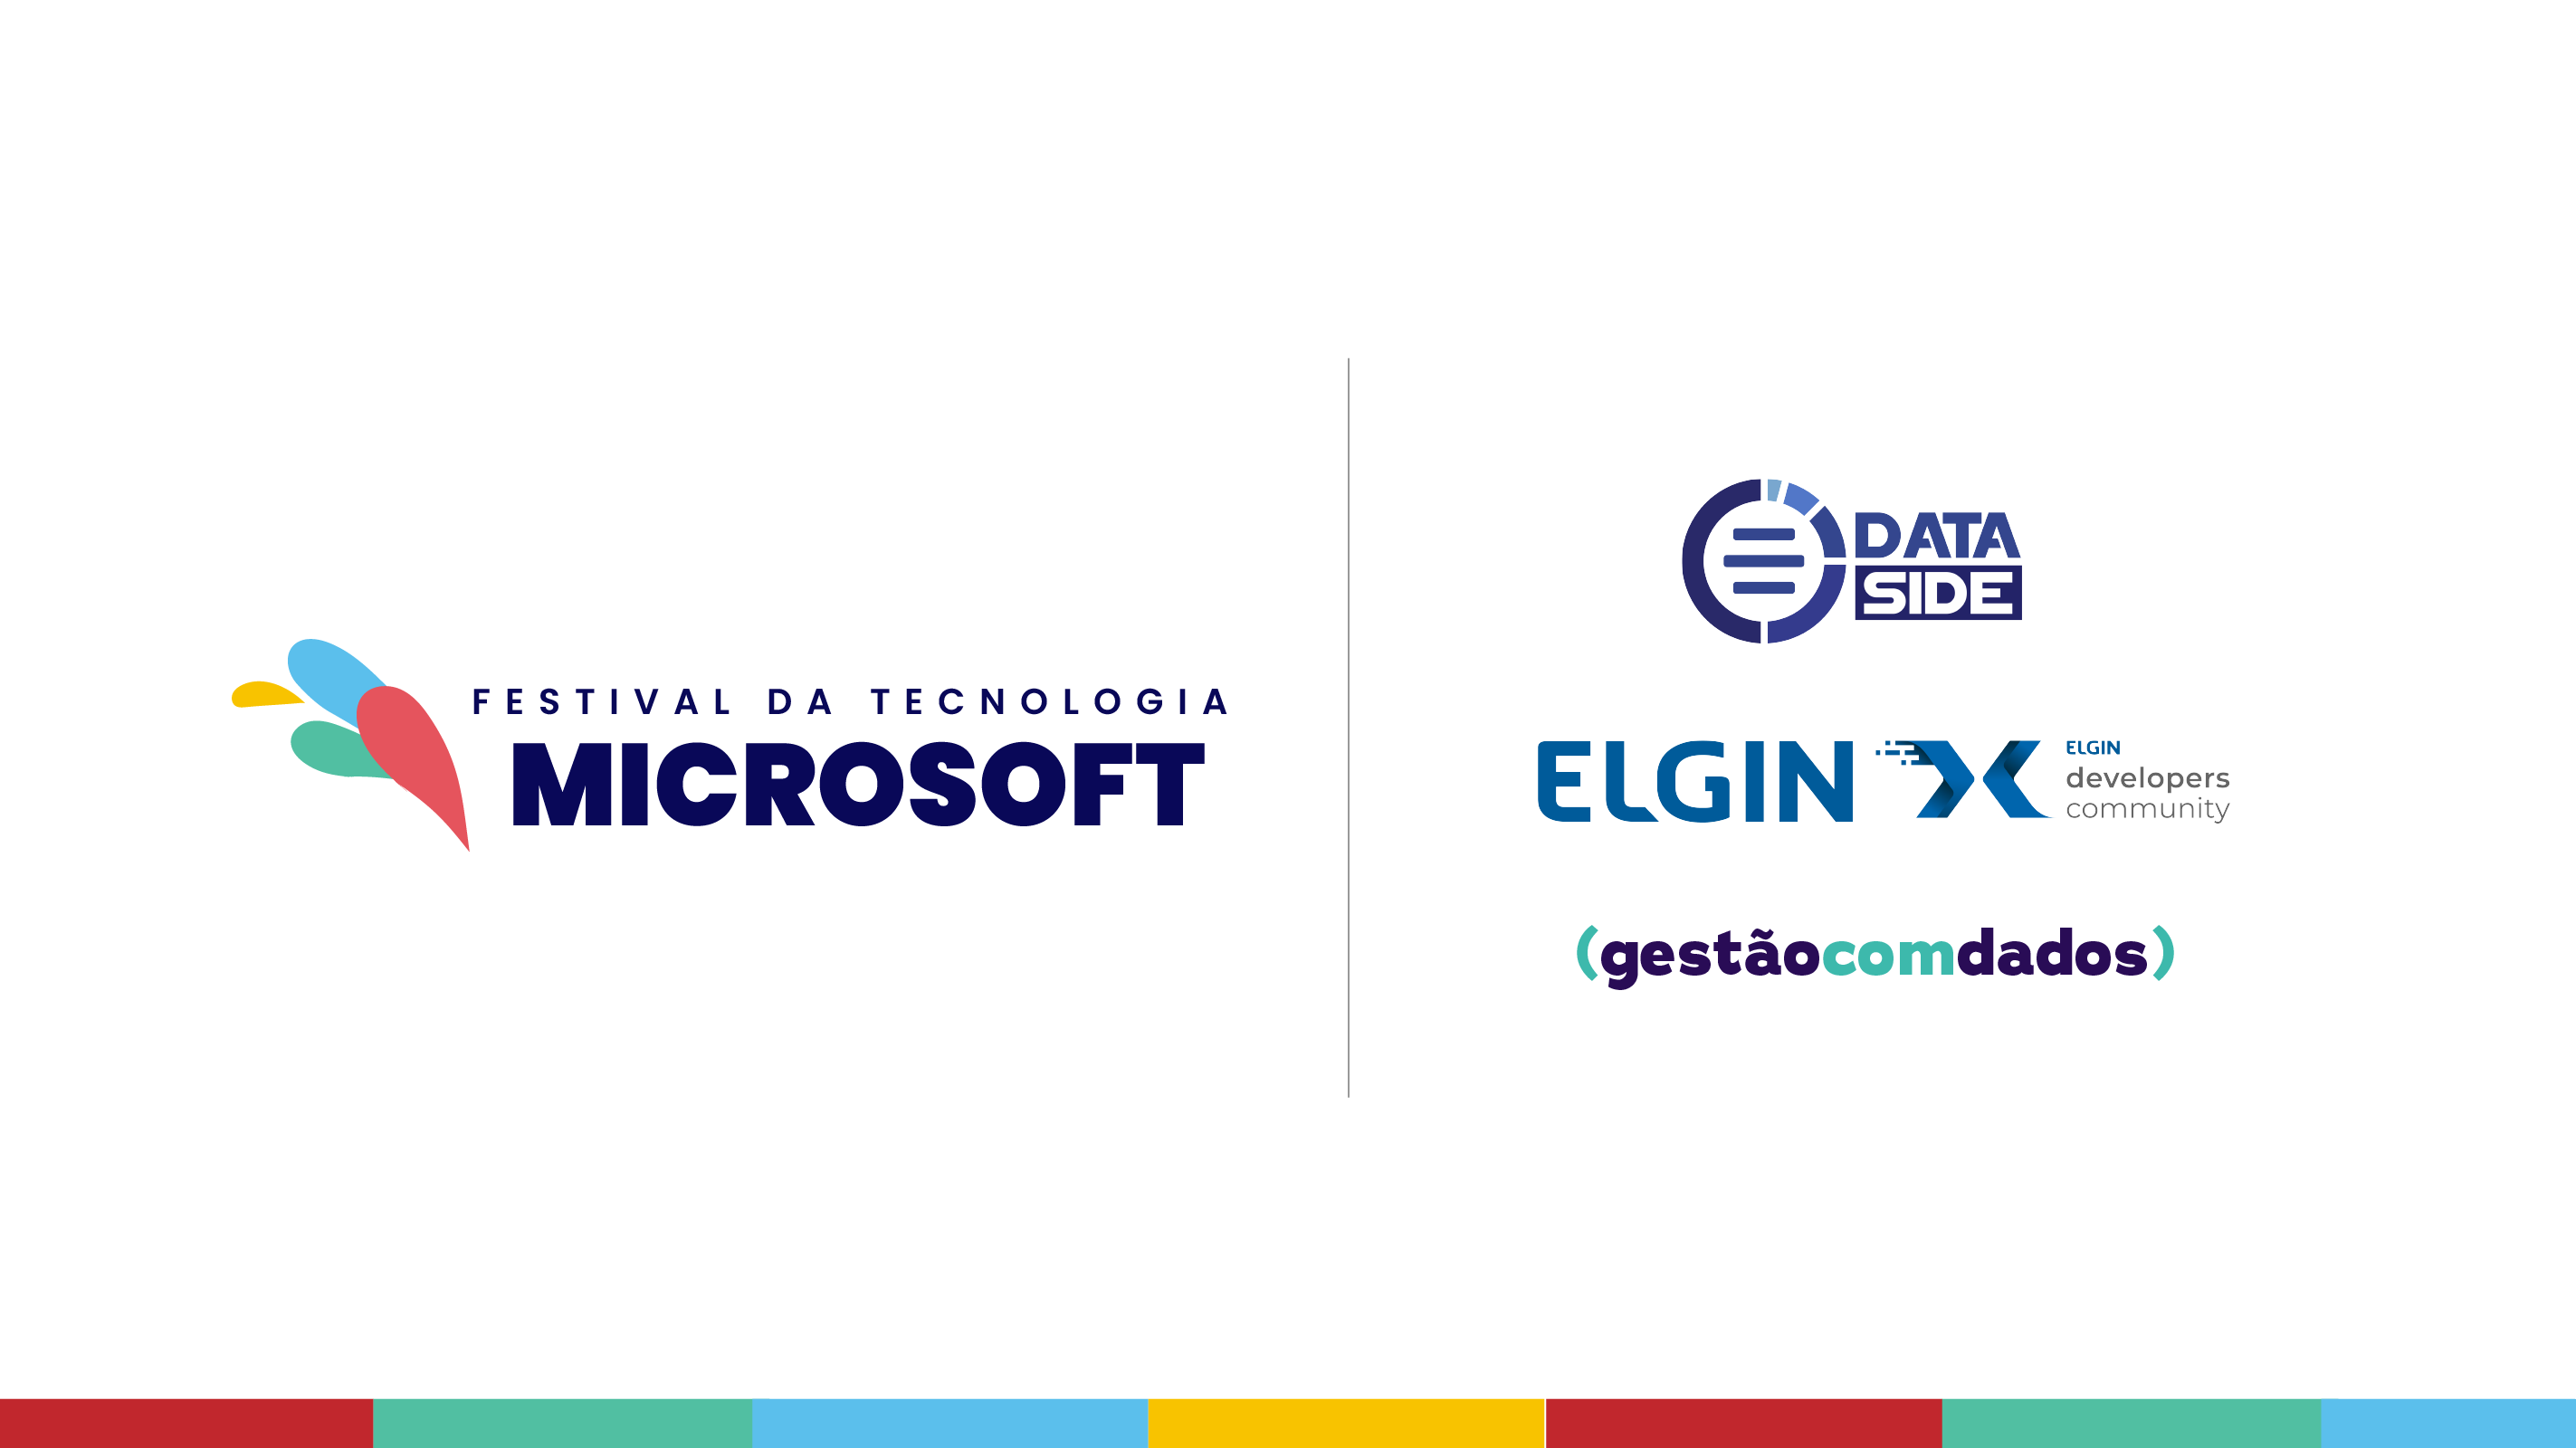 FESTIVAL DA TECNOLOGIA
MICROSOFT
DATA
SIDE
ELGIN
ELGIN
developers
community
(gestãocomdados)